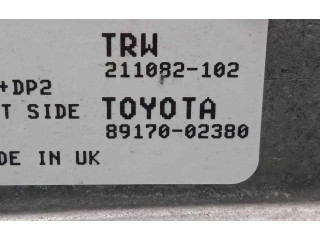 TRW
211082-102
+DP2
T SIDE TOYOTA
89170-02380
DE IN UK